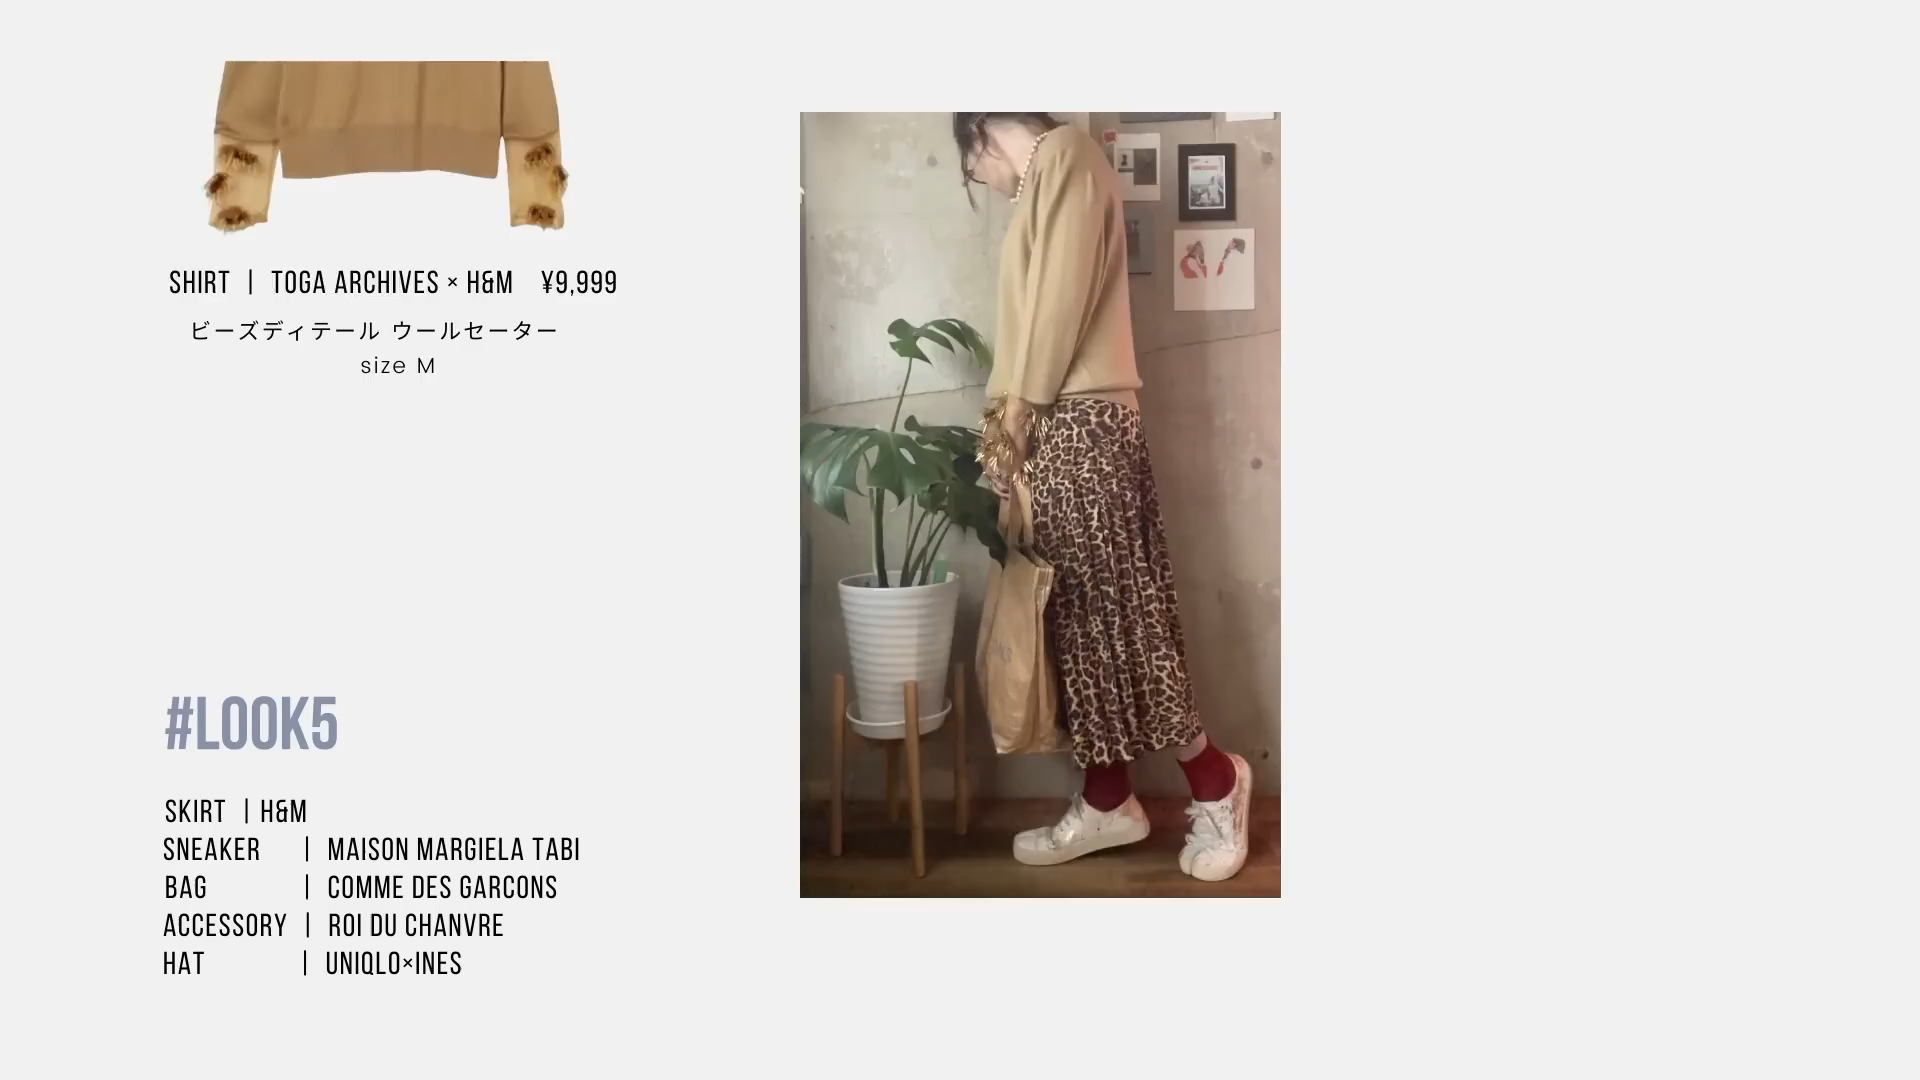 SHIRT | TOGA ARCHIVES × H&M ¥9,999
ビーズディテール ウールセーター
size M
#LOOK5
SKIRT | H&M
SNEAKER | MAISON MARGIELA TABI
BAG | COMME DES GARCONS
ACCESSORY | ROI DU CHANVRE
HAT | UNIQLO×INES